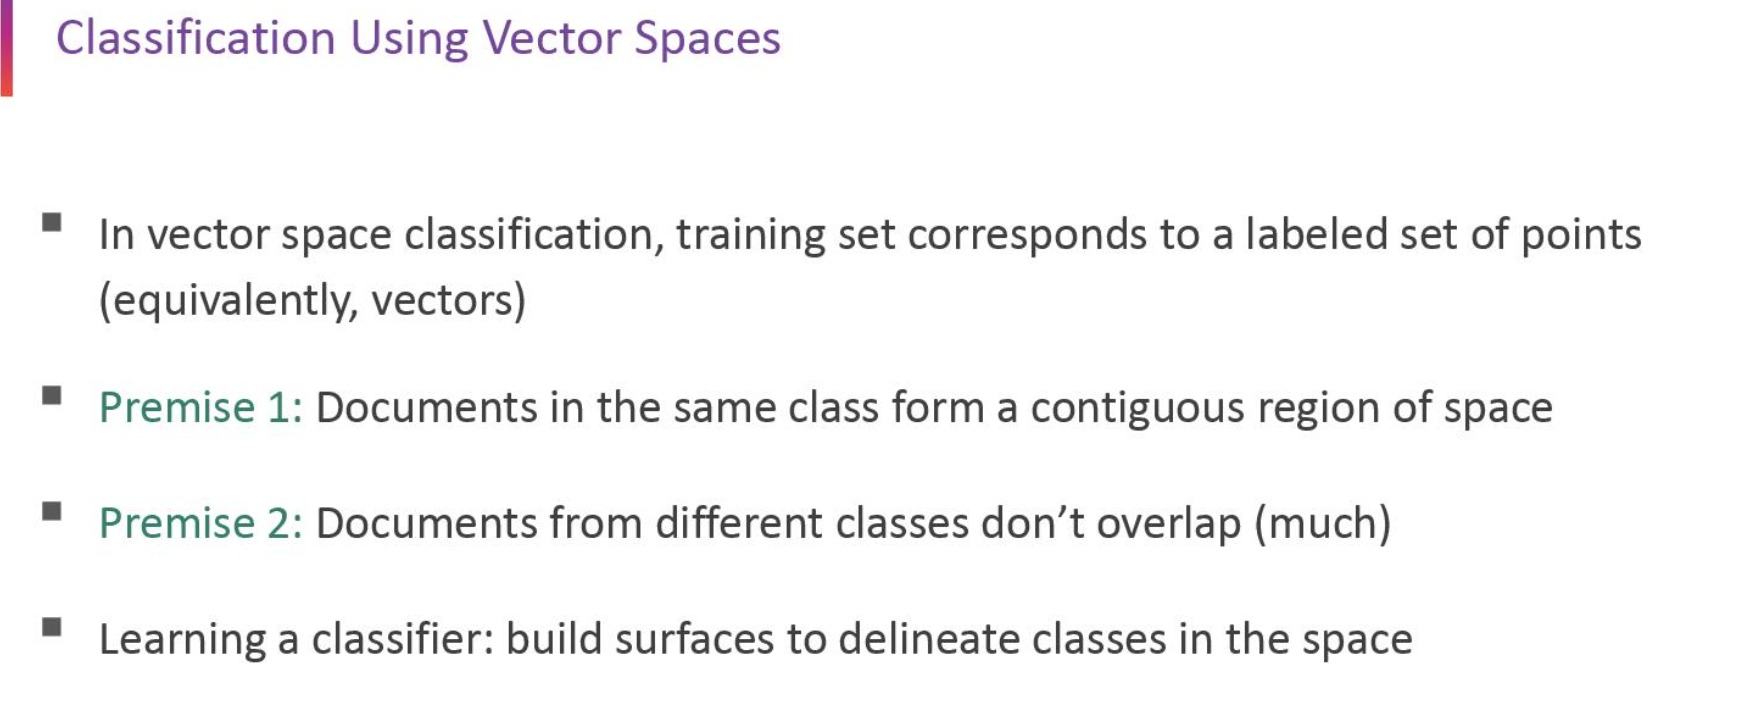 Classification Using Vector Spaces
▪ In vector space classification, training set corresponds to a labeled set of points
(equivalently, vectors)
▪ Premise 1: Documents in the same class form a contiguous region of space
▪ Premise 2: Documents from different classes don’t overlap (much)
▪ Learning a classifier: build surfaces to delineate classes in the space